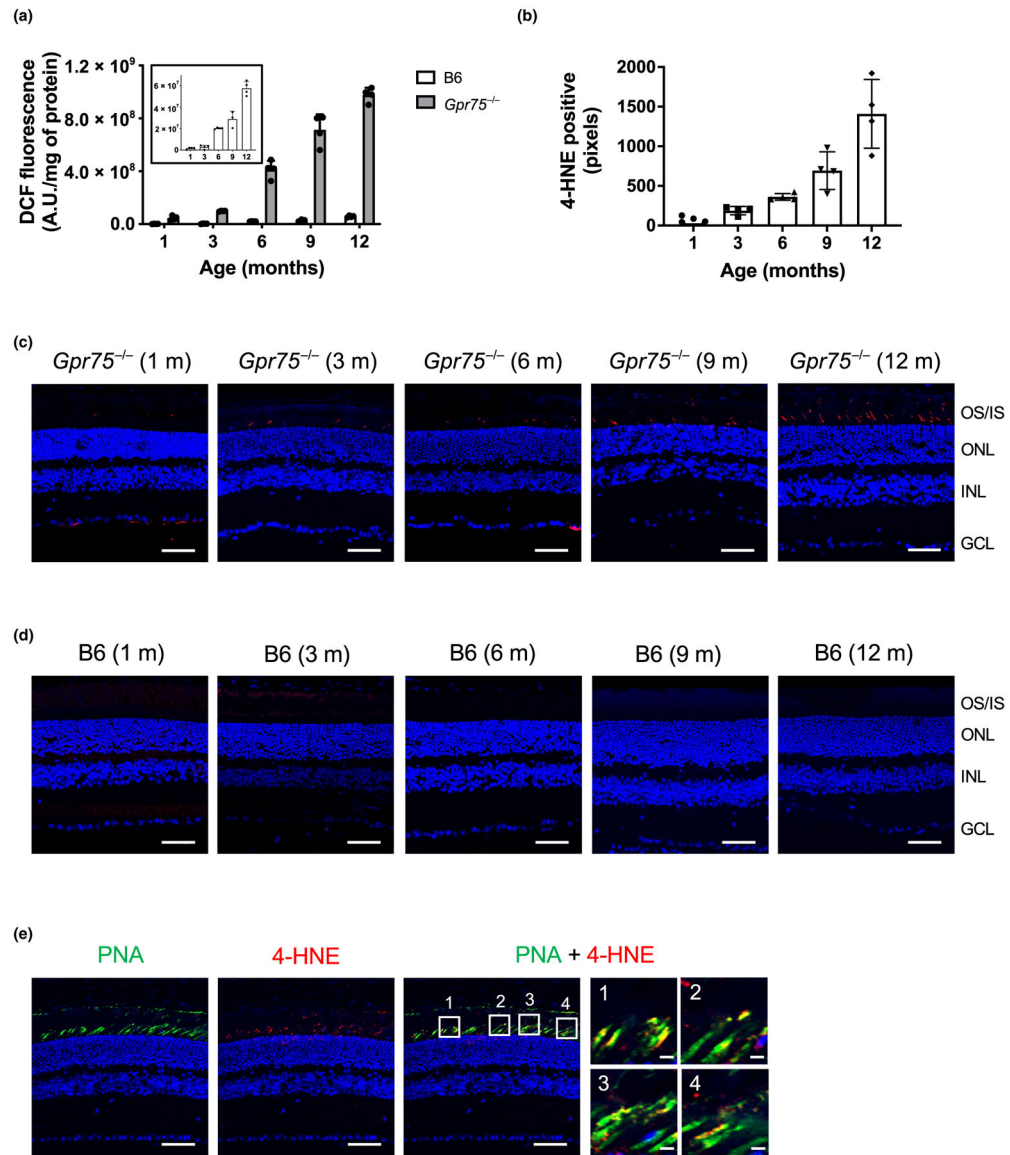 (a)
DCF fluorescence
(A.U./mg of protein)
1.2 × 10⁹
8.0 × 10⁸
4.0 × 10⁸
0.0
6 × 10⁷
4 × 10⁷
2 × 10⁷
0
1 3 6 9 12
1 3 6 9 12
Age (months)
B6
Gpr75⁻/⁻
(b)
4-HNE positive
(pixels)
2000
1500
1000
500
0
1 3 6 9 12
Age (months)
(c)
Gpr75⁻/⁻ (1 m) Gpr75⁻/⁻ (3 m) Gpr75⁻/⁻ (6 m) Gpr75⁻/⁻ (9 m) Gpr75⁻/⁻ (12 m)
OS/IS
ONL
INL
GCL
(d)
B6 (1 m) B6 (3 m) B6 (6 m) B6 (9 m) B6 (12 m)
OS/IS
ONL
INL
GCL
(e)
PNA 4-HNE PNA + 4-HNE
1 2 3 4
1 2
3 4